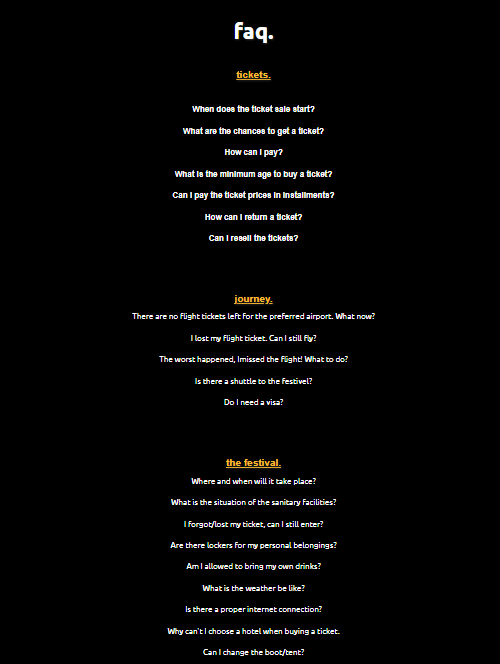 faq.
tickets.
When does the ticket sale start?
What are the chances to get a ticket?
How can I pay?
What is the minimum age to buy a ticket?
Can I pay the ticket prices in installments?
How can I return a ticket?
Can I resell the tickets?
journey.
There are no flight tickets left for the preferred airport. What now?
I lost my flight ticket. Can I still fly?
The worst happened, Imissed the flight! What to do?
Is there a shuttle to the festivel?
Do I need a visa?
the festival.
Where and when will it take place?
What is the situation of the sanitary facilities?
I forgot/lost my ticket, can I still enter?
Are there lockers for my personal belongings?
Am I allowed to bring my own drinks?
What is the weather be like?
Is there a proper internet connection?
Why can't I choose a hotel when buying a ticket.
Can I change the boot/tent?